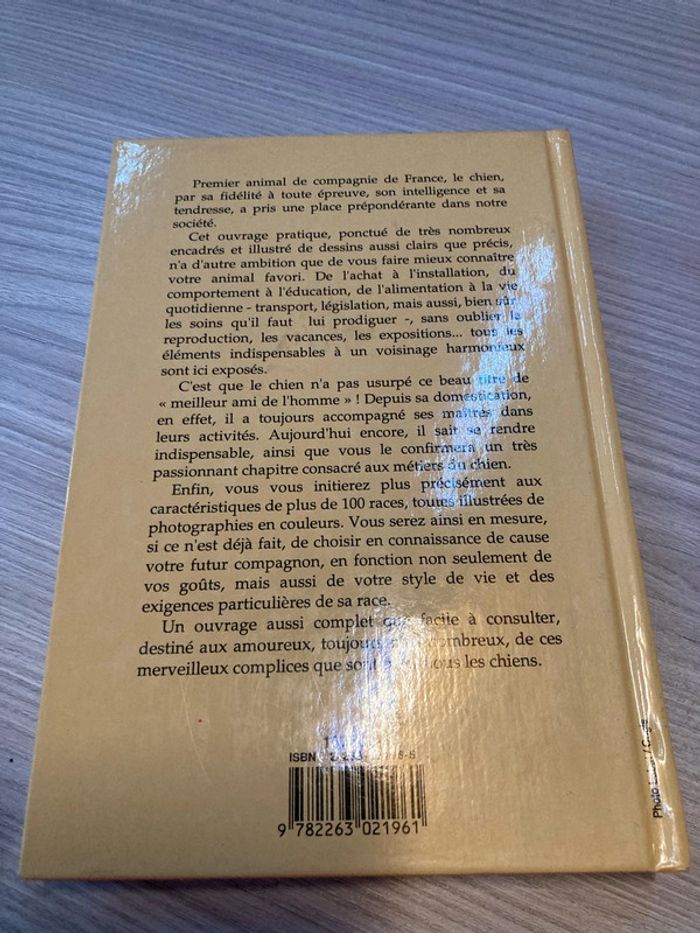 Premier animal de compagnie de France, le chien,
par sa fidélité à toute épreuve, son intelligence et sa
tendresse, a pris une place prépondérante dans notre
société.
Cet ouvrage pratique, ponctué de très nombreux
encadrés et illustré de dessins aussi clairs que précis,
n'a d'autre ambition que de vous faire mieux connaître
votre animal favori. De l'achat à l'installation, du
comportement à l'éducation, de l'alimentation à la vie
quotidienne - transport, législation, mais aussi, bien sûr
les soins qu'il faut lui prodiguer -, sans oublier la
reproduction, les vacances, les expositions... tous les
éléments indispensables à un voisinage harmonieux
sont ici exposés.
C'est que le chien n'a pas usurpé ce beau titre de
« meilleur ami de l'homme » ! Depuis sa domestication,
en effet, il a toujours accompagné ses maîtres dans
leurs activités. Aujourd'hui encore, il sait se rendre
indispensable, ainsi que vous le confirmera un très
passionnant chapitre consacré aux métiers du chien.
Enfin, vous vous initierez plus précisément aux
caractéristiques de plus de 100 races, toutes illustrées de
photographies en couleurs. Vous serez ainsi en mesure,
si ce n'est déjà fait, de choisir en connaissance de cause
votre futur compagnon, en fonction non seulement de
vos goûts, mais aussi de votre style de vie et des
exigences particulières de sa race.
Un ouvrage aussi complet que facile à consulter,
destiné aux amoureux, toujours nombreux, de ces
merveilleux complices que sont tous les chiens.
ISBN
9 782263 021961
Photo